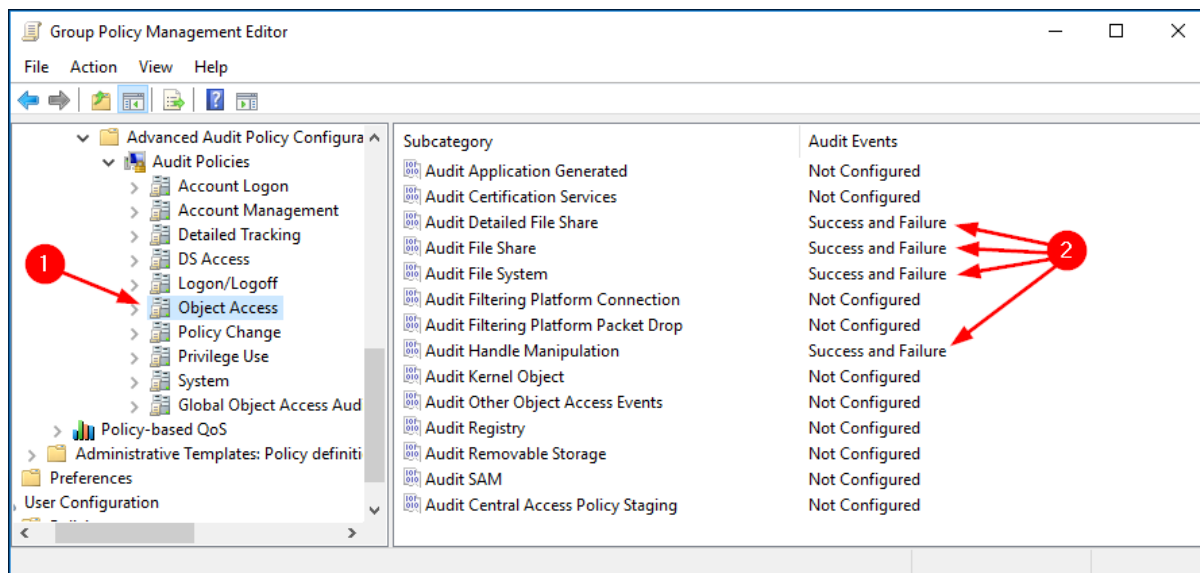 Group Policy Management Editor
File Action View Help
Advanced Audit Policy Configura
Audit Policies
Account Logon
Account Management
Detailed Tracking
DS Access
Logon/Logoff
Object Access
Policy Change
Privilege Use
System
Global Object Access Aud
Policy-based QoS
Administrative Templates: Policy definiti
Preferences
User Configuration
1
Subcategory Audit Events
Audit Application Generated Not Configured
Audit Certification Services Not Configured
Audit Detailed File Share Success and Failure
Audit File Share Success and Failure
Audit File System Success and Failure
Audit Filtering Platform Connection Not Configured
Audit Filtering Platform Packet Drop Not Configured
Audit Handle Manipulation Success and Failure
Audit Kernel Object Not Configured
Audit Other Object Access Events Not Configured
Audit Registry Not Configured
Audit Removable Storage Not Configured
Audit SAM Not Configured
Audit Central Access Policy Staging Not Configured
2